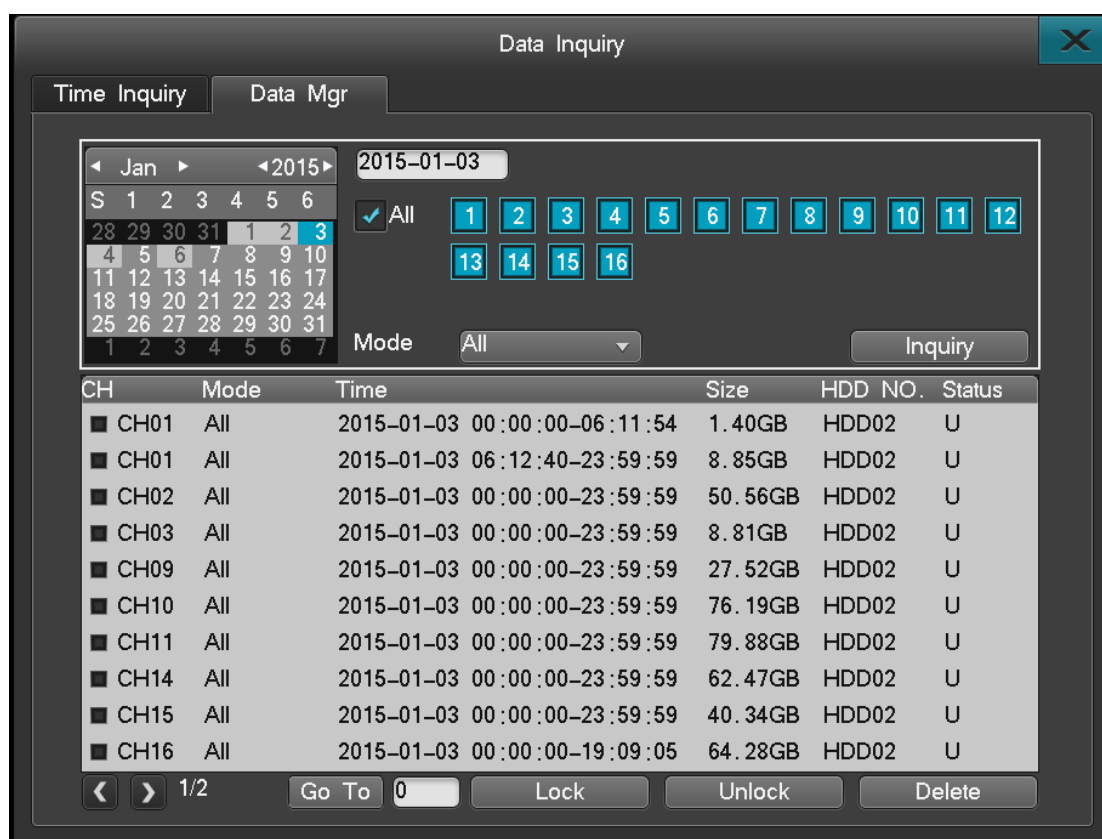 Data Inquiry
Time Inquiry Data Mgr
Jan 2015 2015-01-03
S 1 2 3 4 5 6
All 1 2 3 4 5 6 7 8 9 10 11 12
28 29 30 31 1 2 3
4 5 6 7 8 9 10
13 14 15 16
11 12 13 14 15 16 17
18 19 20 21 22 23 24
25 26 27 28 29 30 31
1 2 3 4 5 6 7
Mode All Inquiry
CH Mode Time Size HDD NO. Status
CH01 All 2015-01-03 00:00:00-06:11:54 1.40GB HDD02 U
CH01 All 2015-01-03 06:12:40-23:59:59 8.85GB HDD02 U
CH02 All 2015-01-03 00:00:00-23:59:59 50.56GB HDD02 U
CH03 All 2015-01-03 00:00:00-23:59:59 8.81GB HDD02 U
CH09 All 2015-01-03 00:00:00-23:59:59 27.52GB HDD02 U
CH10 All 2015-01-03 00:00:00-23:59:59 76.19GB HDD02 U
CH11 All 2015-01-03 00:00:00-23:59:59 79.88GB HDD02 U
CH14 All 2015-01-03 00:00:00-23:59:59 62.47GB HDD02 U
CH15 All 2015-01-03 00:00:00-23:59:59 40.34GB HDD02 U
CH16 All 2015-01-03 00:00:00-19:09:05 64.28GB HDD02 U
1/2 Go To 0 Lock Unlock Delete